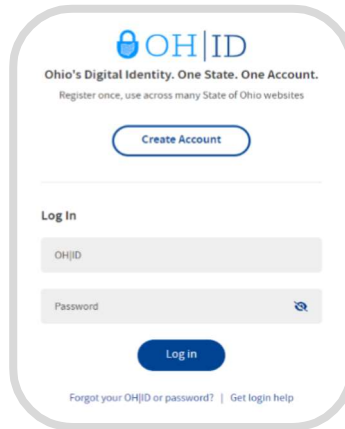 OH|ID
Ohio's Digital Identity. One State. One Account.
Register once, use across many State of Ohio websites
Create Account
Log In
OH|ID
Password
Log in
Forgot your OH|ID or password? | Get login help